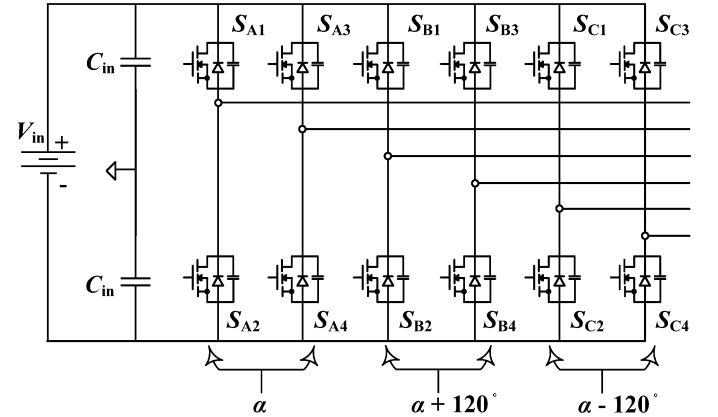 S_A1 S_A3 S_B1 S_B3 S_C1 S_C3
C_in
V_in
+
-
C_in
S_A2 S_A4 S_B2 S_B4 S_C2 S_C4
α α + 120° α - 120°